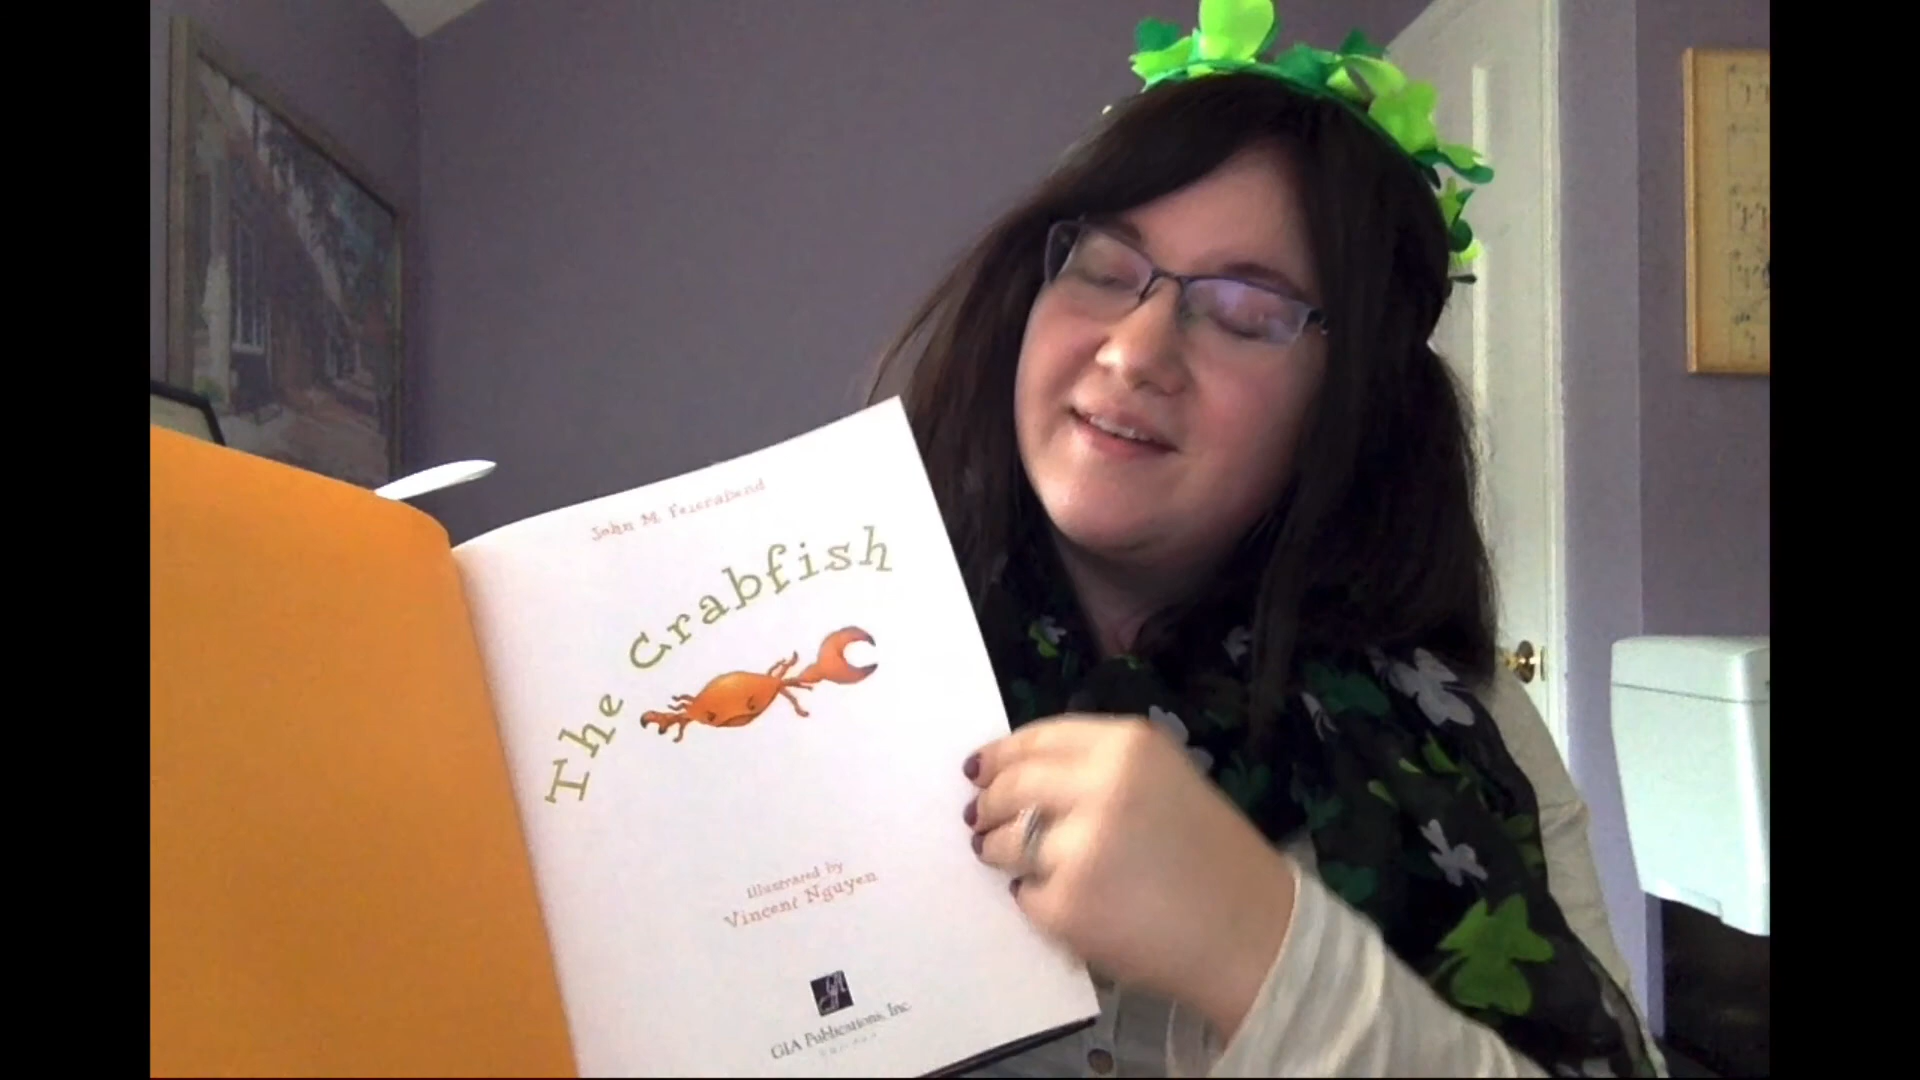 John M. Feierabend
The Crabfish
Illustrated by
Vincent Nguyen
GIA Publications, Inc.